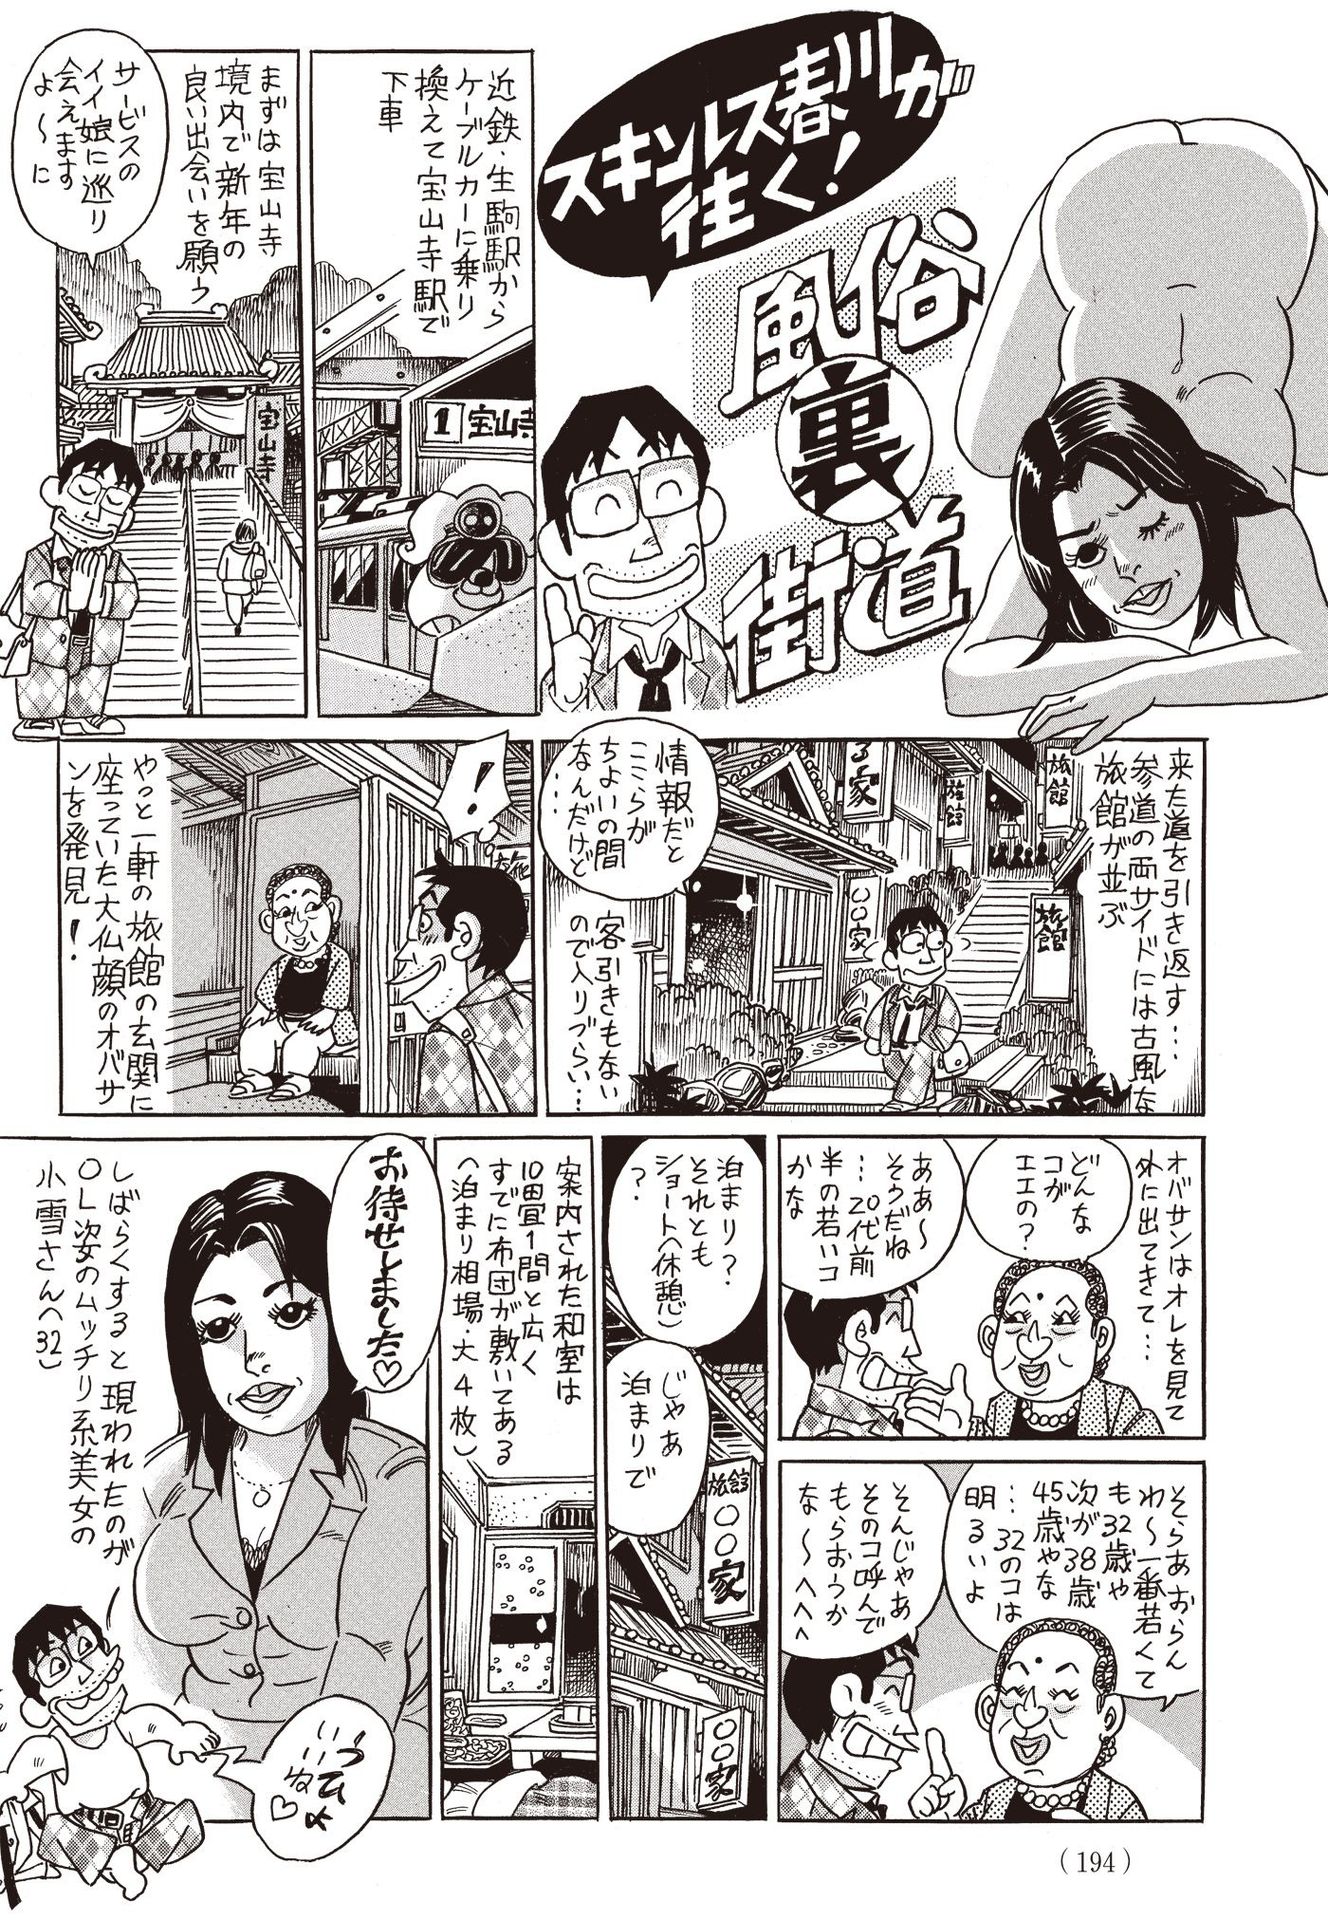 スキンレス春川が
往く!
風俗
裏
街道
近鉄・生駒駅から
ケーブルカーに乗り
換えて宝山寺駅で
下車
1 宝山寺
まずは宝山寺
境内で新年の
良い出会いを願う
宝山寺
サービスの
イイ娘に巡り
会えます
よ〜に
来た道を引き返す…
参道の両サイドには古風な
旅館が並ぶ
旅館
旅館
旅館
る家
〇〇家
情報だと
ここらが
ちょいの間
なんだけど
…
客引きもない
ので入りづらい…
!
旅
やっと一軒の旅館の玄関に
座っていた大仏顔のオバサ
ンを発見!
オバサンはオレを見て
外に出てきて…
どんな
コが
エエの?
ああ〜
そうだね
…20代前
半の若いコ
かな
そらあおらん
わ〜一番若くて
も32歳や
次が38歳
45歳やな
…32のコは
明るいよ
そんじゃあ
そのコ呼んで
もらおうか
な〜へへへ
泊まり?
それとも
ショート(休憩)
?
じゃあ
泊まりで
旅館
〇〇家
〇〇家
案内された和室は
10畳1間と広く
すでに布団が敷いてある
(泊まり相場・大4枚)
お待せしました♡
しばらくすると現われたのが
OL姿のムッチリ系美女の
小雪さん(32)
うひょ
いいね
♡
(194)